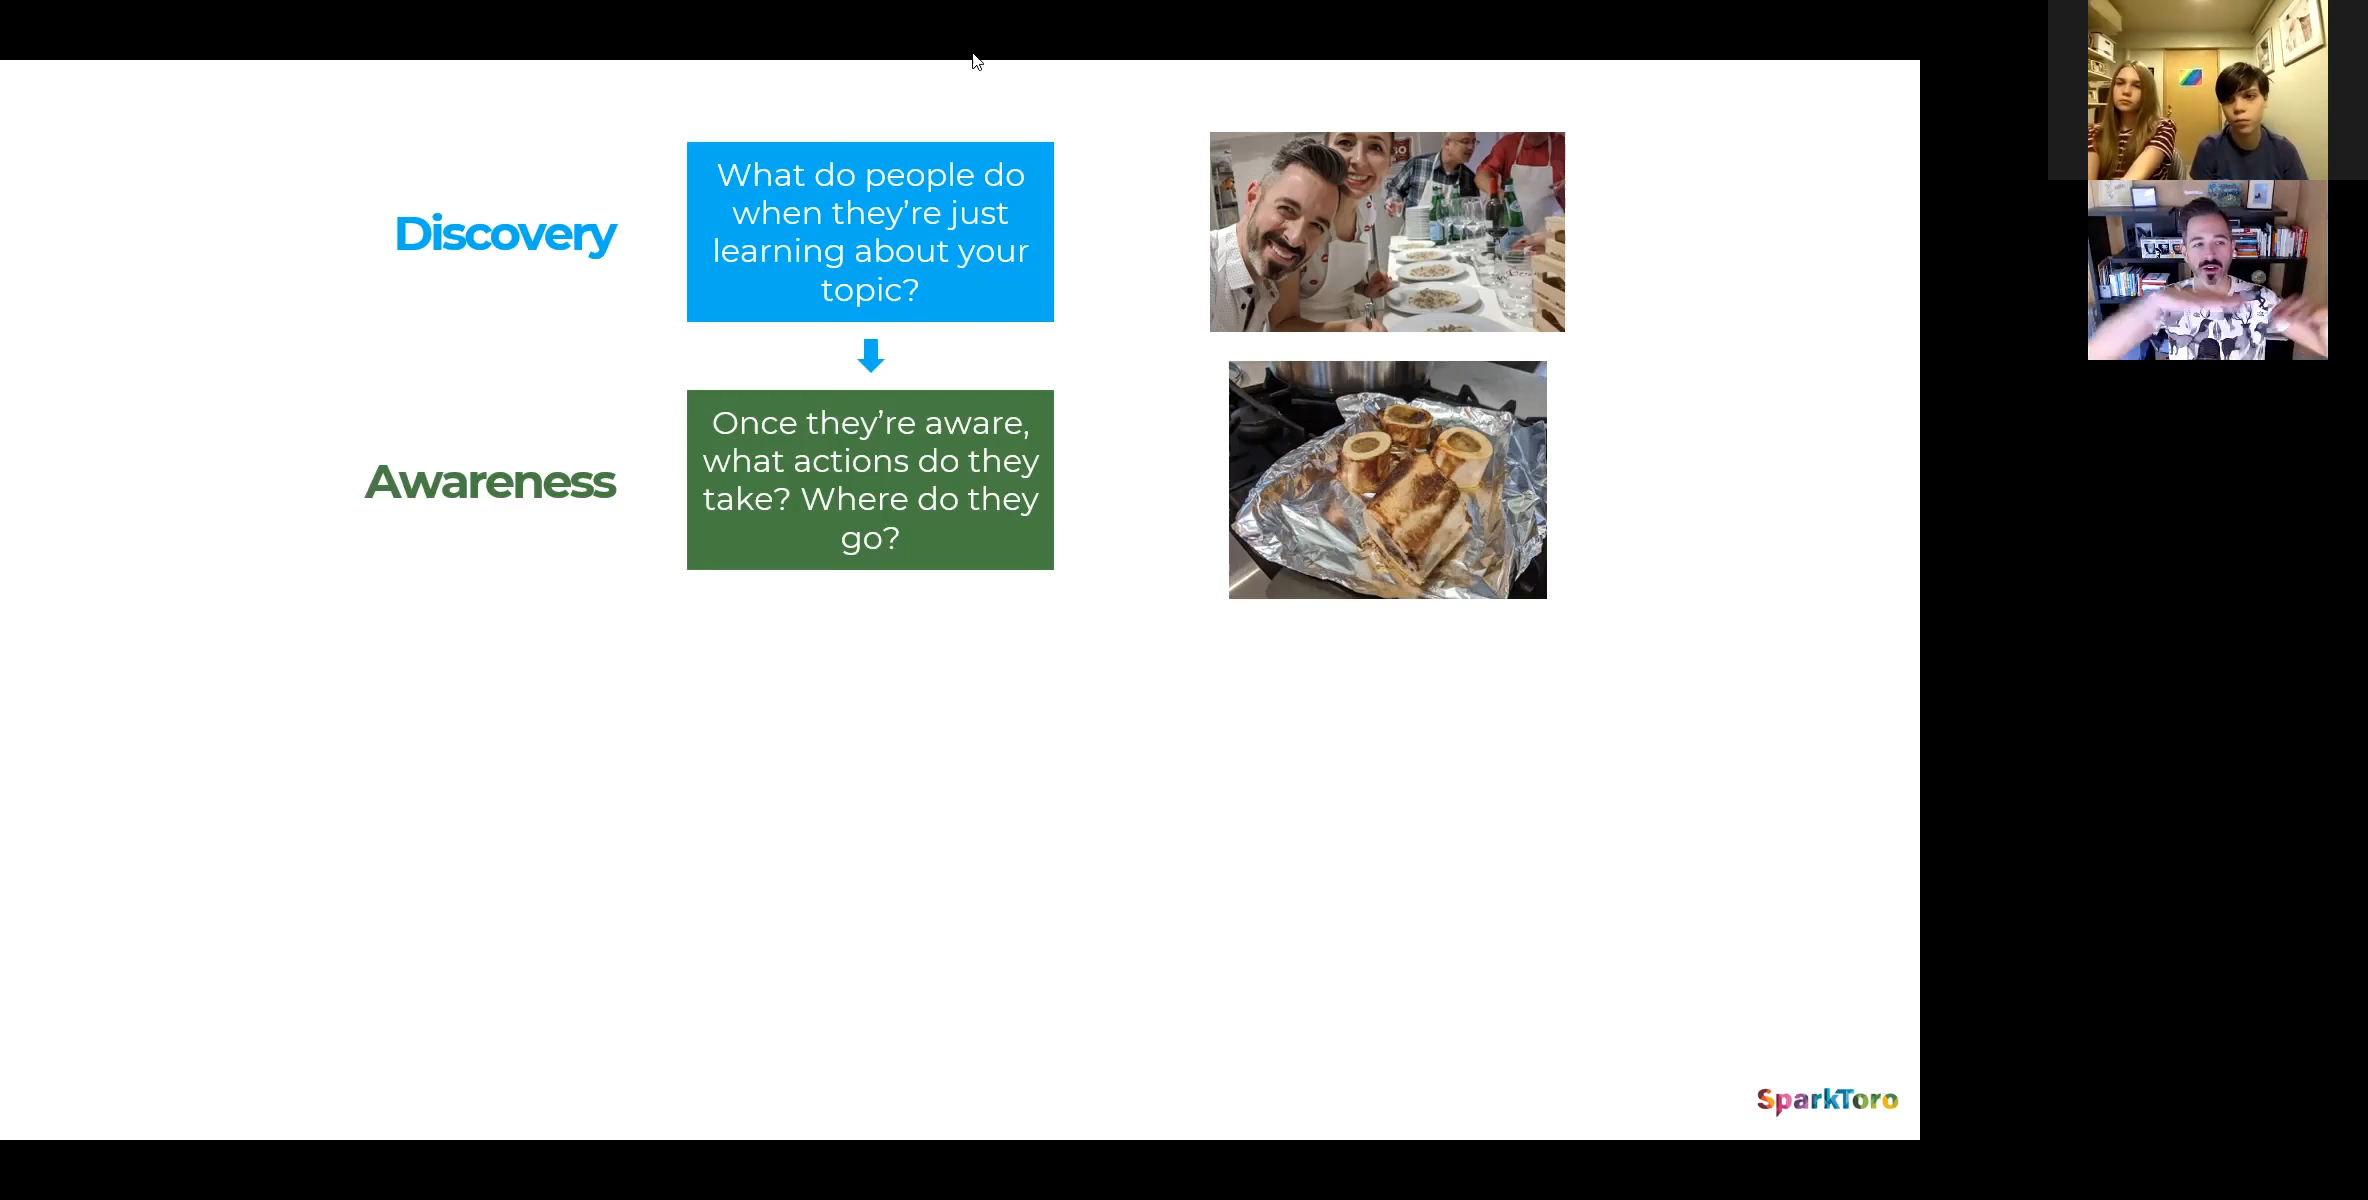 Discovery
What do people do
when they’re just
learning about your
topic?
Awareness
Once they’re aware,
what actions do they
take? Where do they
go?
SparkToro